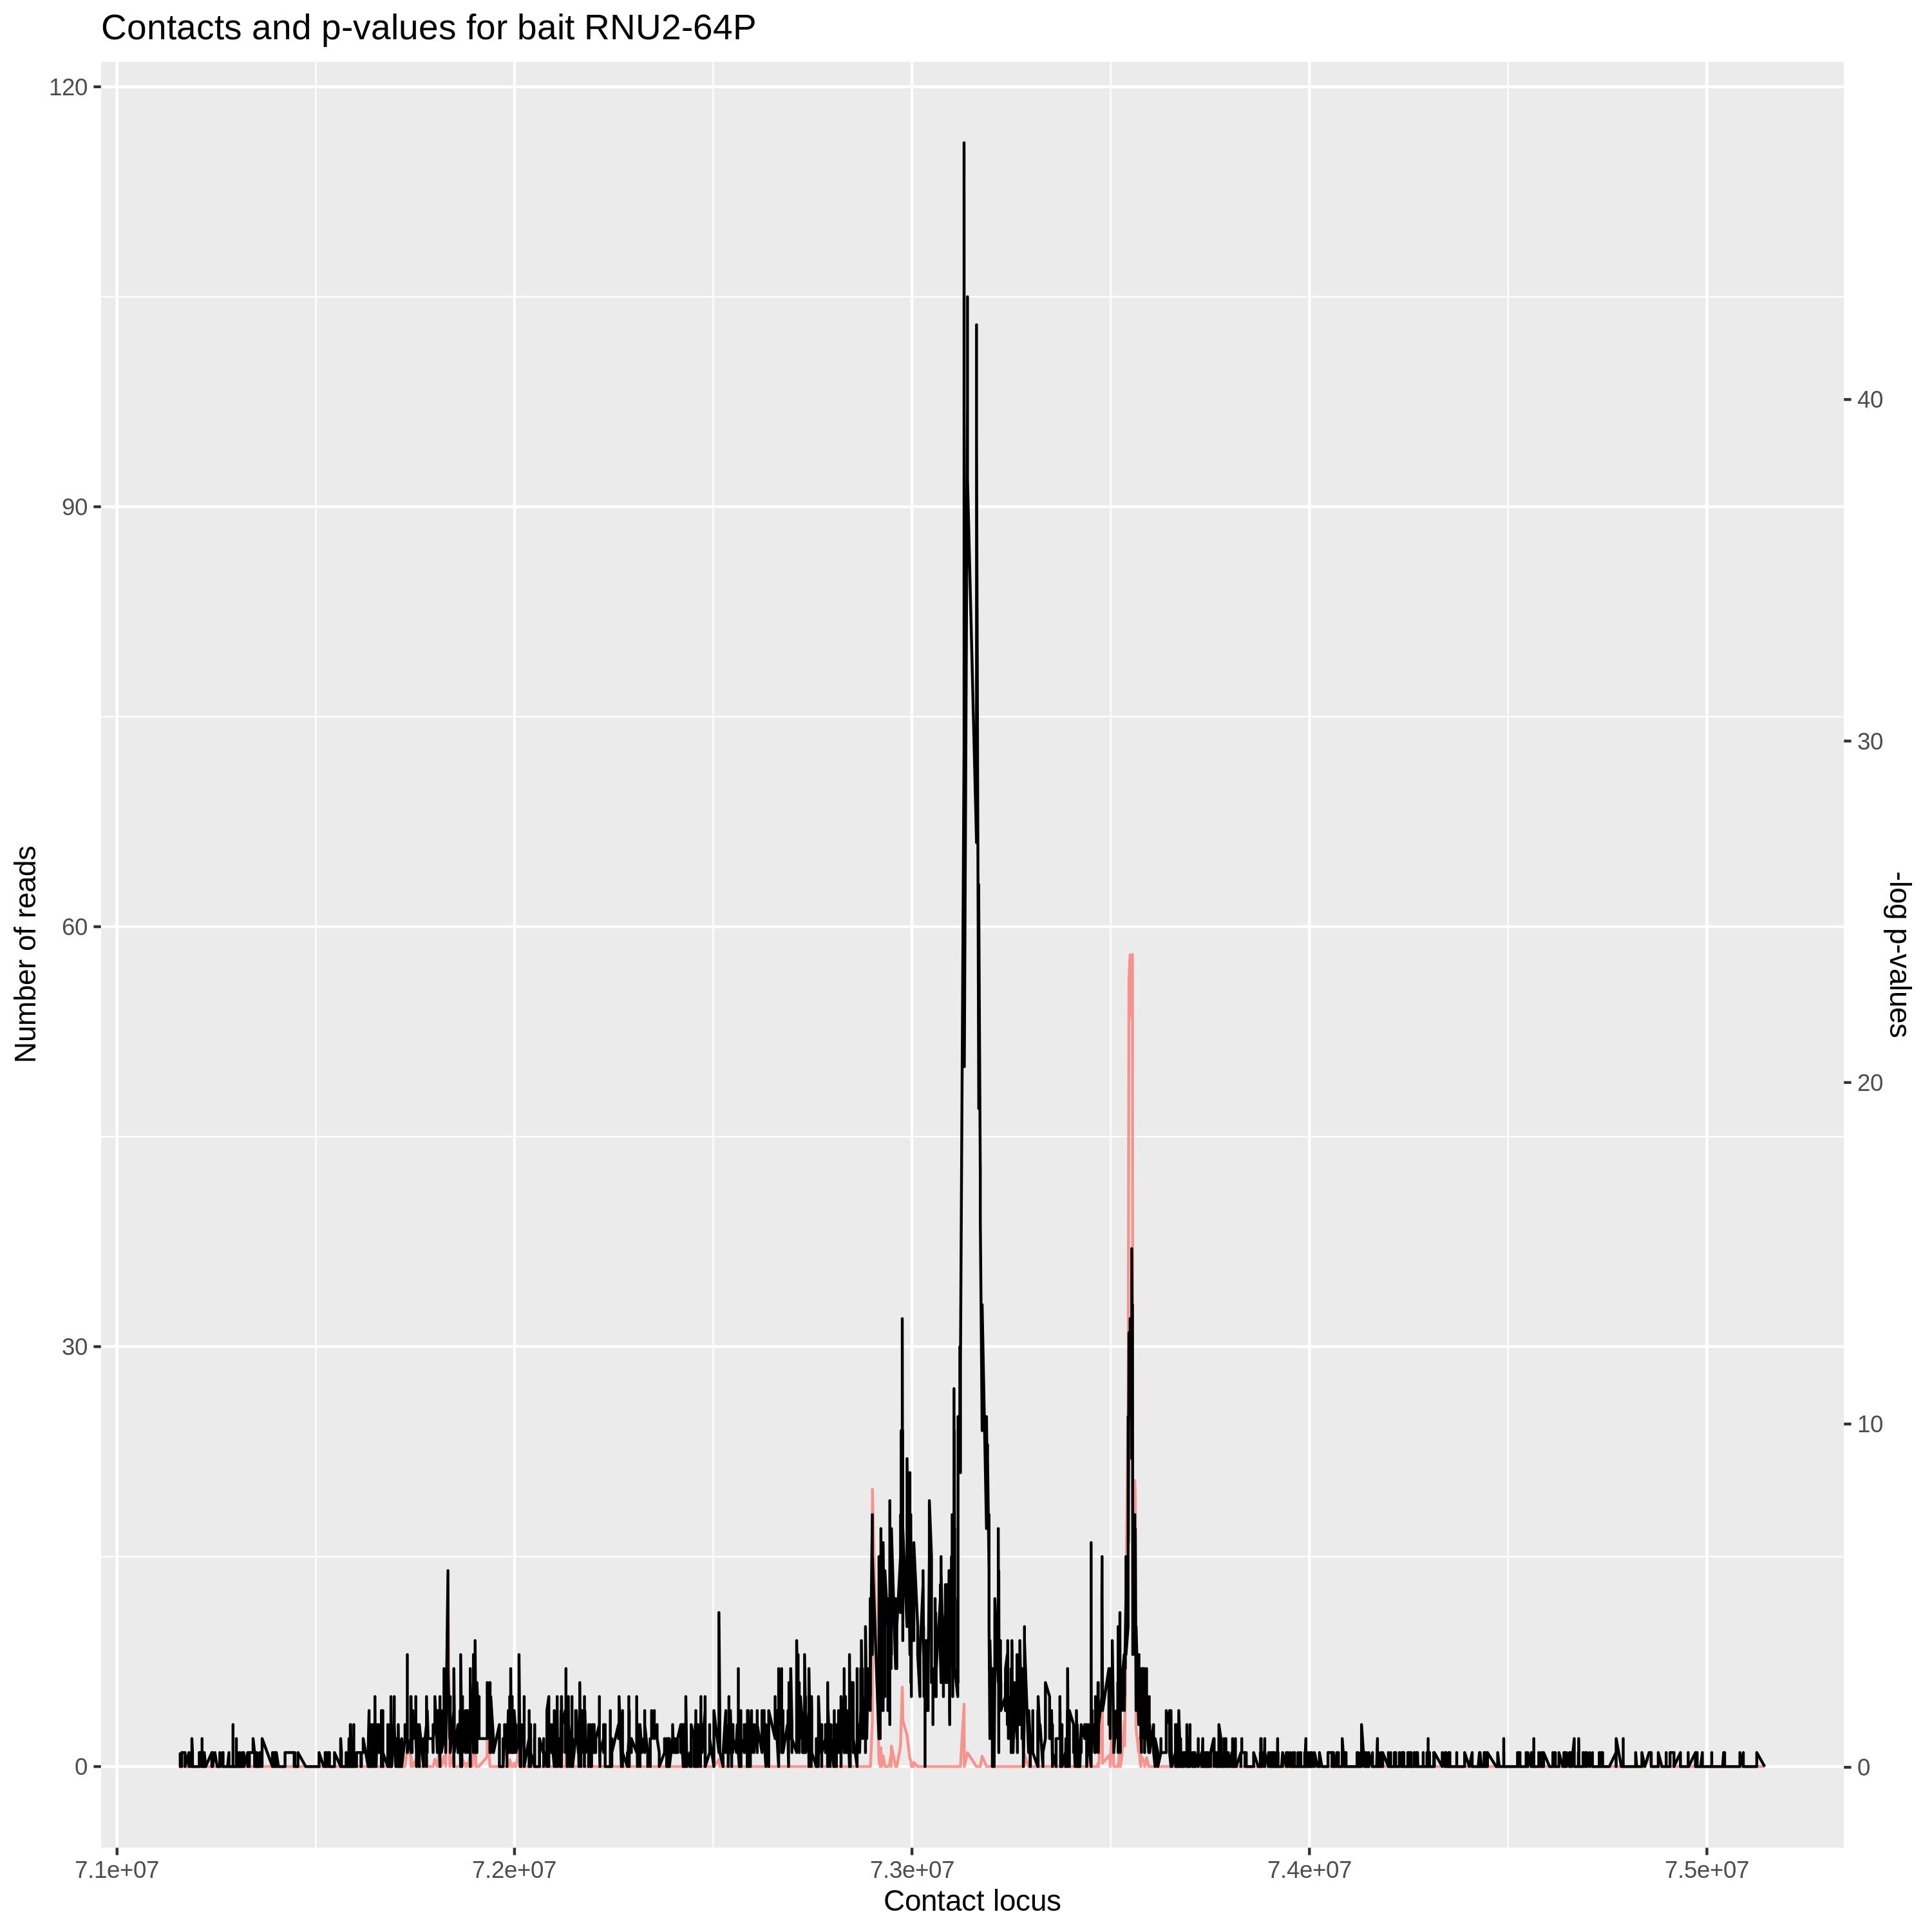 Contacts and p-values for bait RNU2-64P
120
90
60
30
0
Number of reads
40
30
20
10
0
-log p-values
7.1e+07
7.2e+07
7.3e+07
7.4e+07
7.5e+07
Contact locus